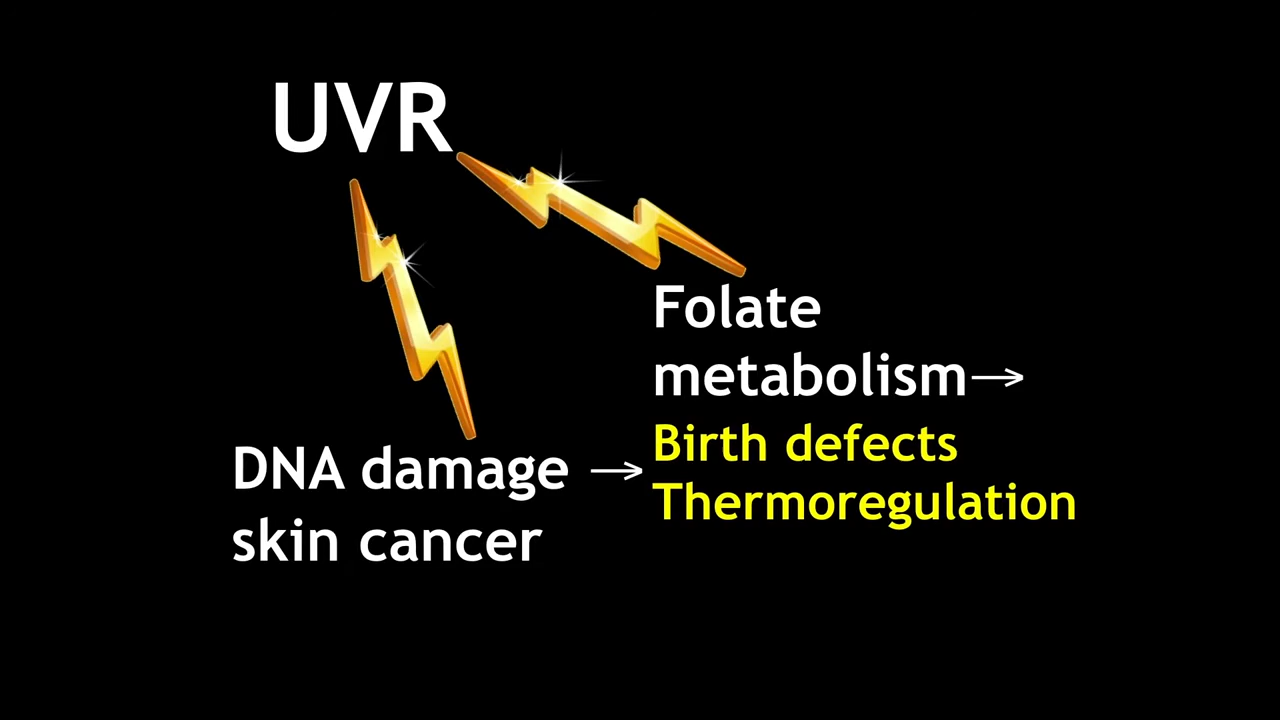 UVR
Folate
metabolism→
Birth defects
Thermoregulation
DNA damage →
skin cancer